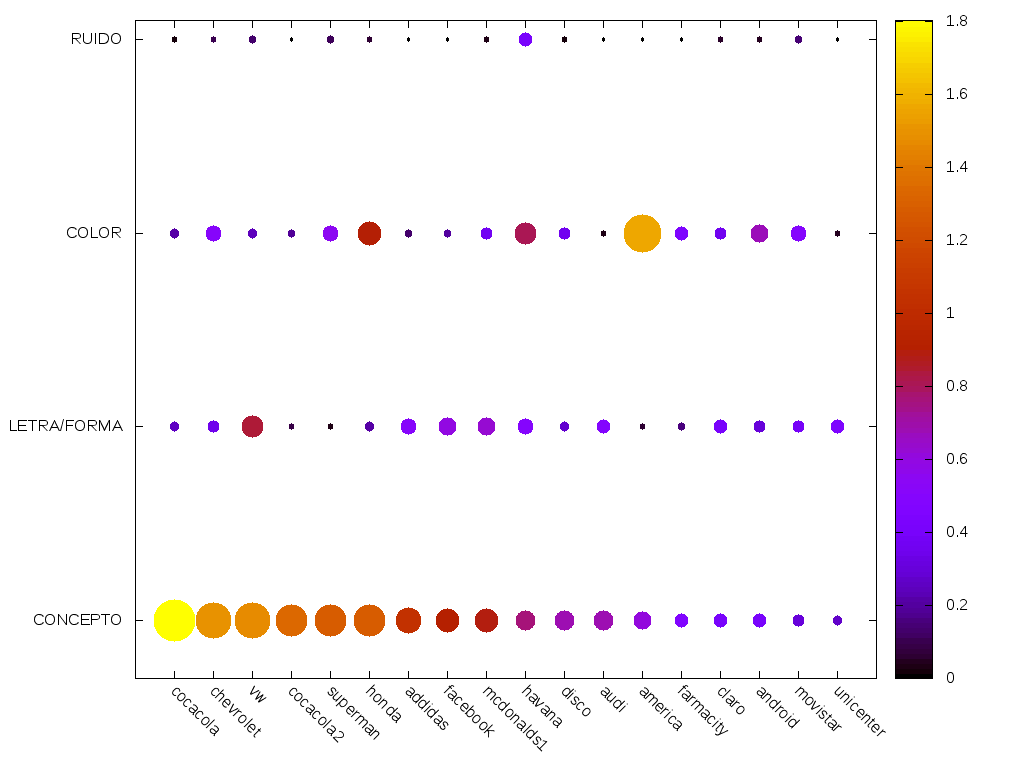 RUIDO
COLOR
LETRA/FORMA
CONCEPTO
cocacola
chevrolet
vw
cocacola2
superman
honda
addidas
facebook
mcdonalds1
havana
disco
audi
america
farmacity
claro
android
movistar
unicenter
1.8
1.6
1.4
1.2
1
0.8
0.6
0.4
0.2
0